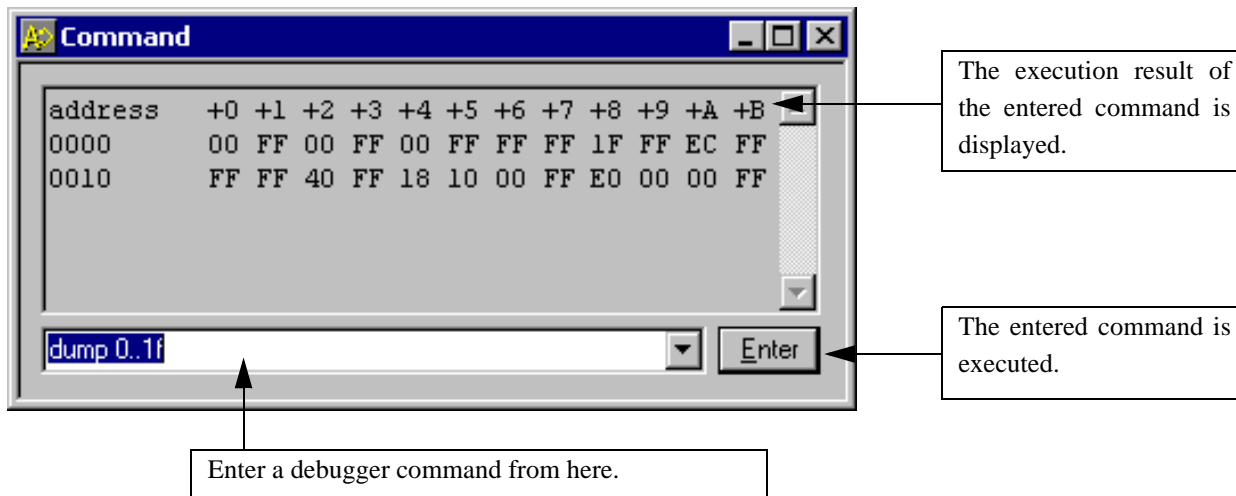 Command
address +0 +1 +2 +3 +4 +5 +6 +7 +8 +9 +A +B
0000 00 FF 00 FF 00 FF FF FF 1F FF EC FF
0010 FF FF 40 FF 18 10 00 FF E0 00 00 FF
dump 0..1f
Enter
The execution result of
the entered command is
displayed.
The entered command is
executed.
Enter a debugger command from here.